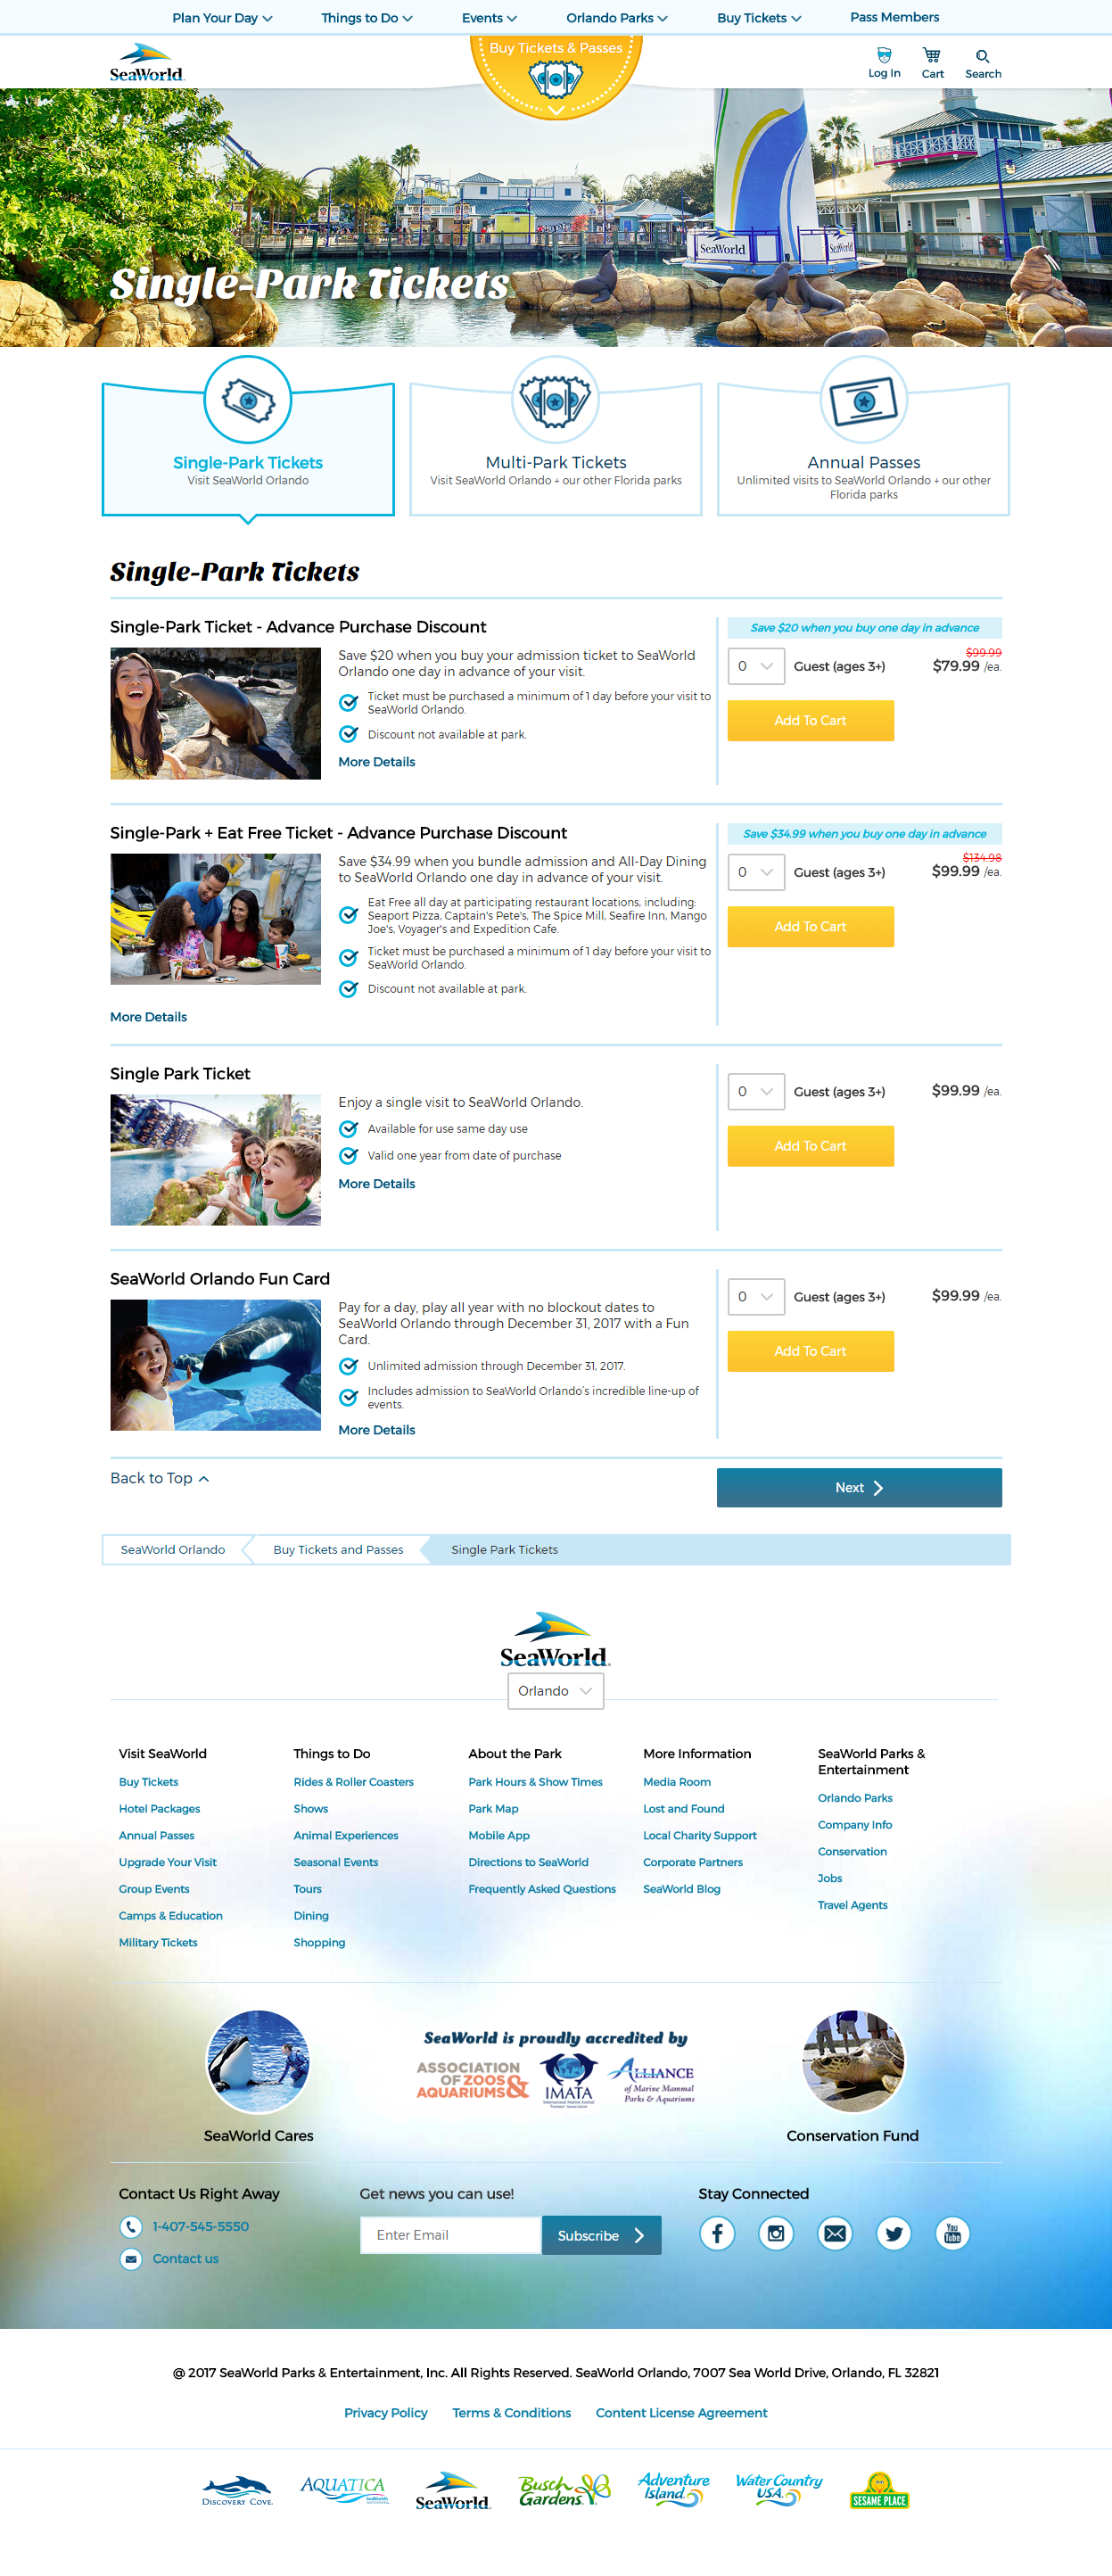 Plan Your Day
Things to Do
Events
Orlando Parks
Buy Tickets
Pass Members
SeaWorld
Buy Tickets & Passes
Log In
Cart
Search
SeaWorld
SeaWorld
Single-Park Tickets
Single-Park Tickets
Visit SeaWorld Orlando
Multi-Park Tickets
Visit SeaWorld Orlando + our other Florida parks
Annual Passes
Unlimited visits to SeaWorld Orlando + our other
Florida parks
Single-Park Tickets
Single-Park Ticket - Advance Purchase Discount
Save $20 when you buy your admission ticket to SeaWorld
Orlando one day in advance of your visit.
Ticket must be purchased a minimum of 1 day before your visit to
SeaWorld Orlando.
Discount not available at park.
More Details
Save $20 when you buy one day in advance
0
Guest (ages 3+)
$99.99
$79.99 /ea.
Add To Cart
Single-Park + Eat Free Ticket - Advance Purchase Discount
Save $34.99 when you bundle admission and All-Day Dining
to SeaWorld Orlando one day in advance of your visit.
Eat Free all day at participating restaurant locations, including:
Seaport Pizza, Captain's Pete's, The Spice Mill, Seafire Inn, Mango
Joe's, Voyager's and Expedition Cafe.
Ticket must be purchased a minimum of 1 day before your visit to
SeaWorld Orlando.
Discount not available at park.
More Details
Save $34.99 when you buy one day in advance
0
Guest (ages 3+)
$134.98
$99.99 /ea.
Add To Cart
Single Park Ticket
Enjoy a single visit to SeaWorld Orlando.
Available for use same day use
Valid one year from date of purchase
More Details
0
Guest (ages 3+)
$99.99 /ea.
Add To Cart
SeaWorld Orlando Fun Card
Pay for a day, play all year with no blockout dates to
SeaWorld Orlando through December 31, 2017 with a Fun
Card.
Unlimited admission through December 31, 2017.
Includes admission to SeaWorld Orlando's incredible line-up of
events.
More Details
0
Guest (ages 3+)
$99.99 /ea.
Add To Cart
Back to Top
Next
SeaWorld Orlando
Buy Tickets and Passes
Single Park Tickets
SeaWorld
Orlando
Visit SeaWorld
Buy Tickets
Hotel Packages
Annual Passes
Upgrade Your Visit
Group Events
Camps & Education
Military Tickets
Things to Do
Rides & Roller Coasters
Shows
Animal Experiences
Seasonal Events
Tours
Dining
Shopping
About the Park
Park Hours & Show Times
Park Map
Mobile App
Directions to SeaWorld
Frequently Asked Questions
More Information
Media Room
Lost and Found
Local Charity Support
Corporate Partners
SeaWorld Blog
SeaWorld Parks &
Entertainment
Orlando Parks
Company Info
Conservation
Jobs
Travel Agents
SeaWorld Cares
SeaWorld is proudly accredited by
ASSOCIATION
OF ZOOS
AQUARIUMS &
IMATA
International Marine Animal
Trainers' Association
ALLIANCE
of Marine Mammal
Parks & Aquariums
Conservation Fund
Contact Us Right Away
1-407-545-5550
Contact us
Get news you can use!
Enter Email
Subscribe
Stay Connected
You
Tube
@ 2017 SeaWorld Parks & Entertainment, Inc. All Rights Reserved. SeaWorld Orlando, 7007 Sea World Drive, Orlando, FL 32821
Privacy Policy
Terms & Conditions
Content License Agreement
DISCOVERY COVE
AQUATICA
SeaWorld
Busch
Gardens
Adventure
Island
Water Country
USA
SESAME PLACE